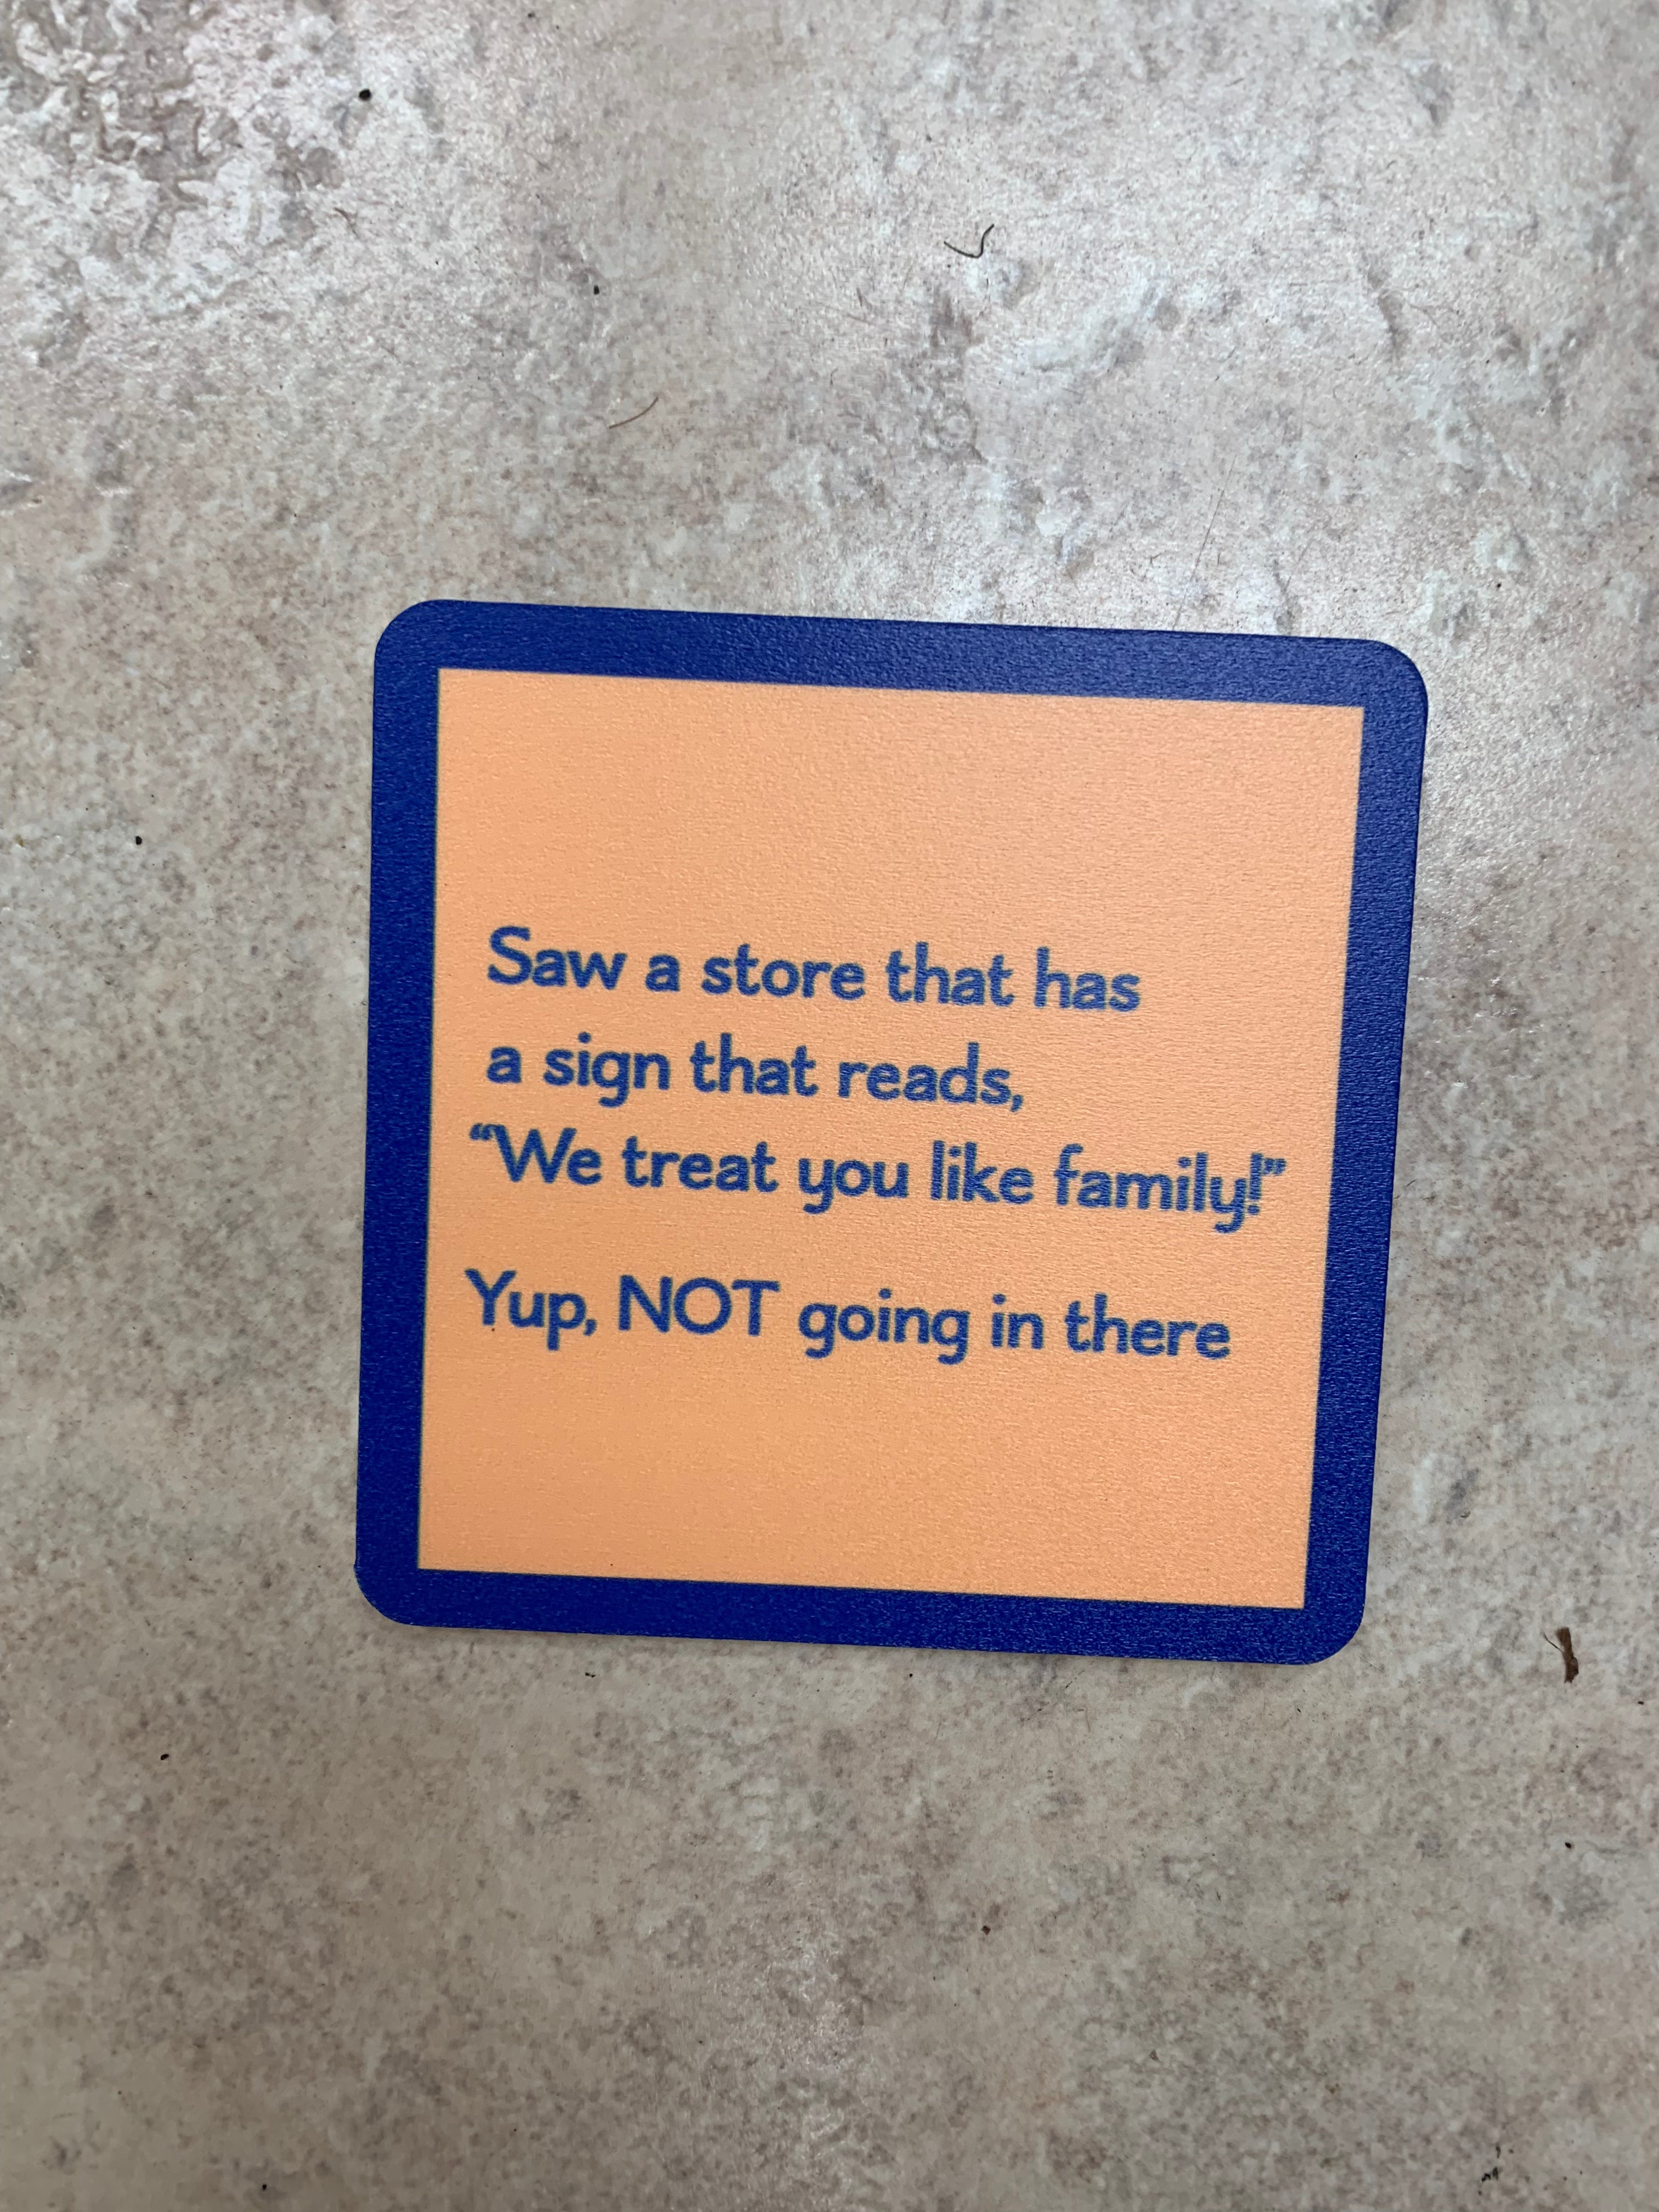 Saw a store that has
a sign that reads,
“We treat you like family!”
Yup, NOT going in there